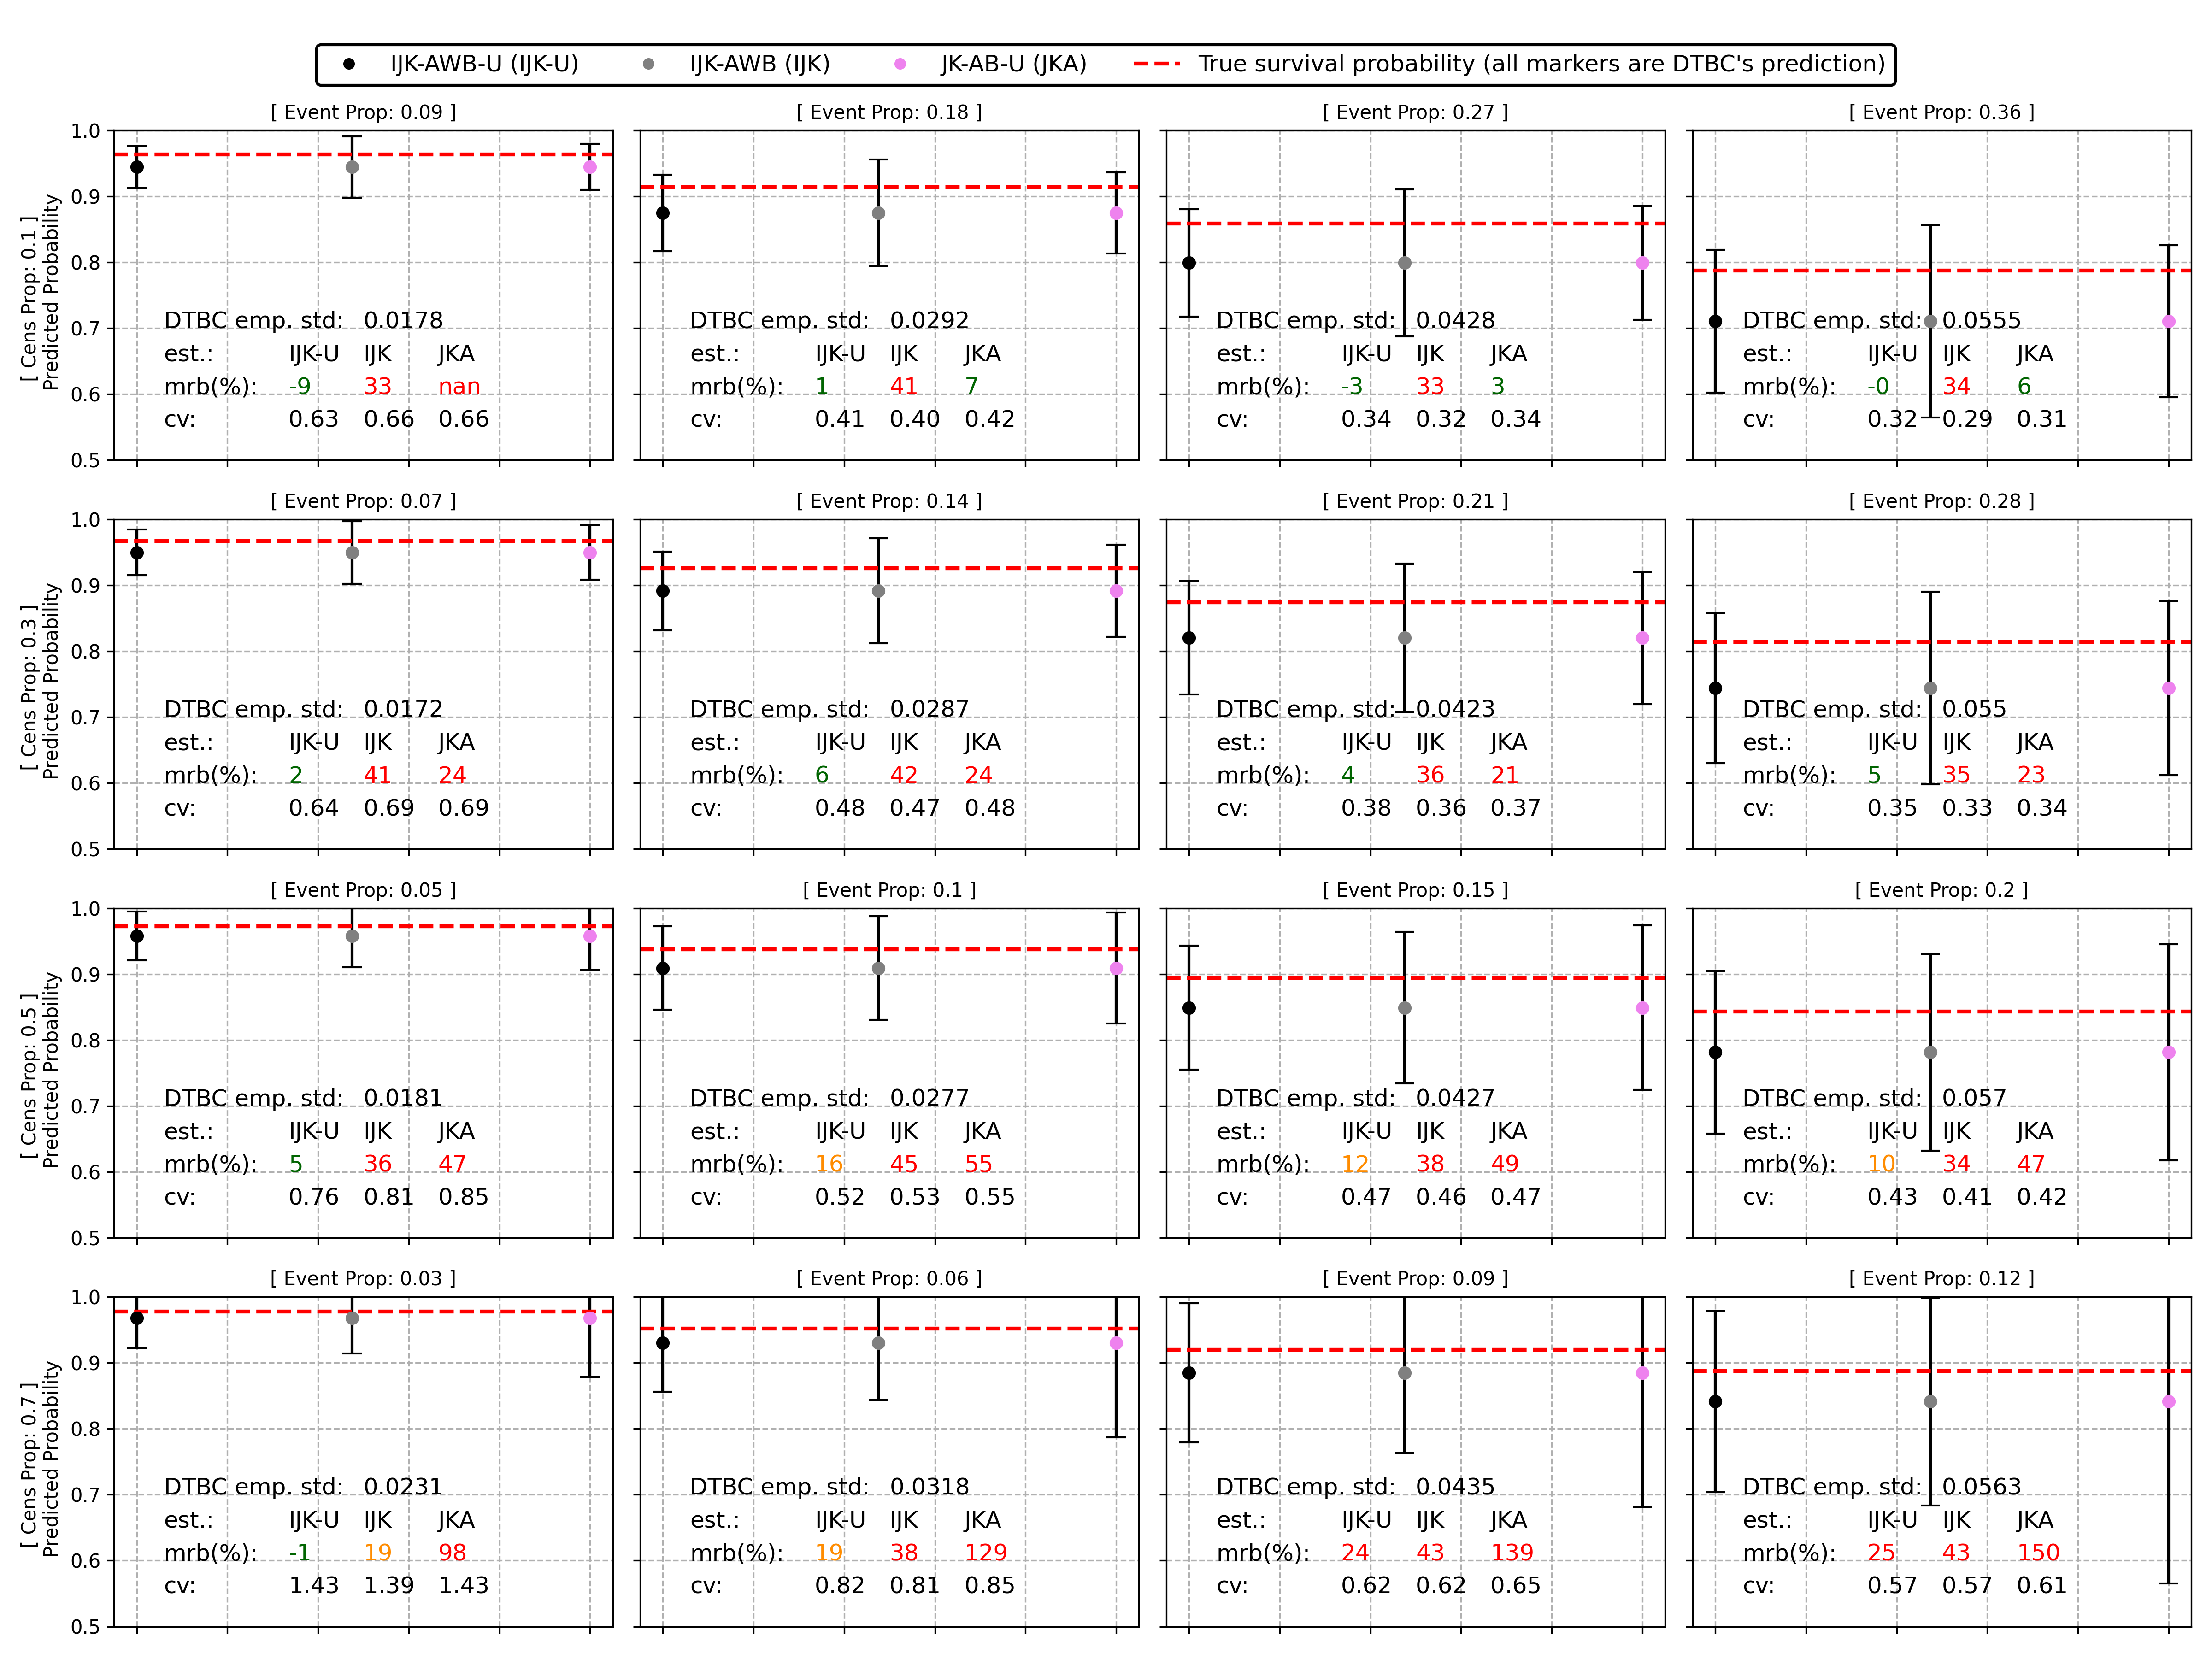 IJK-AWB-U (IJK-U) IJK-AWB (IJK) JK-AB-U (JKA) True survival probability (all markers are DTBC's prediction)
[ Event Prop: 0.09 ] [ Event Prop: 0.18 ] [ Event Prop: 0.27 ] [ Event Prop: 0.36 ]
[ Cens Prop: 0.1 ]
Predicted Probability
1.0
0.9
0.8
0.7
0.6
0.5
DTBC emp. std: 0.0178
est.: IJK-U IJK JKA
mrb(%): -9 33 nan
cv: 0.63 0.66 0.66
DTBC emp. std: 0.0292
est.: IJK-U IJK JKA
mrb(%): 1 41 7
cv: 0.41 0.40 0.42
DTBC emp. std: 0.0428
est.: IJK-U IJK JKA
mrb(%): -3 33 3
cv: 0.34 0.32 0.34
DTBC emp. std: 0.0555
est.: IJK-U IJK JKA
mrb(%): -0 34 6
cv: 0.32 0.29 0.31
[ Event Prop: 0.07 ] [ Event Prop: 0.14 ] [ Event Prop: 0.21 ] [ Event Prop: 0.28 ]
[ Cens Prop: 0.3 ]
Predicted Probability
1.0
0.9
0.8
0.7
0.6
0.5
DTBC emp. std: 0.0172
est.: IJK-U IJK JKA
mrb(%): 2 41 24
cv: 0.64 0.69 0.69
DTBC emp. std: 0.0287
est.: IJK-U IJK JKA
mrb(%): 6 42 24
cv: 0.48 0.47 0.48
DTBC emp. std: 0.0423
est.: IJK-U IJK JKA
mrb(%): 4 36 21
cv: 0.38 0.36 0.37
DTBC emp. std: 0.055
est.: IJK-U IJK JKA
mrb(%): 5 35 23
cv: 0.35 0.33 0.34
[ Event Prop: 0.05 ] [ Event Prop: 0.1 ] [ Event Prop: 0.15 ] [ Event Prop: 0.2 ]
[ Cens Prop: 0.5 ]
Predicted Probability
1.0
0.9
0.8
0.7
0.6
0.5
DTBC emp. std: 0.0181
est.: IJK-U IJK JKA
mrb(%): 5 36 47
cv: 0.76 0.81 0.85
DTBC emp. std: 0.0277
est.: IJK-U IJK JKA
mrb(%): 16 45 55
cv: 0.52 0.53 0.55
DTBC emp. std: 0.0427
est.: IJK-U IJK JKA
mrb(%): 12 38 49
cv: 0.47 0.46 0.47
DTBC emp. std: 0.057
est.: IJK-U IJK JKA
mrb(%): 10 34 47
cv: 0.43 0.41 0.42
[ Event Prop: 0.03 ] [ Event Prop: 0.06 ] [ Event Prop: 0.09 ] [ Event Prop: 0.12 ]
[ Cens Prop: 0.7 ]
Predicted Probability
1.0
0.9
0.8
0.7
0.6
0.5
DTBC emp. std: 0.0231
est.: IJK-U IJK JKA
mrb(%): -1 19 98
cv: 1.43 1.39 1.43
DTBC emp. std: 0.0318
est.: IJK-U IJK JKA
mrb(%): 19 38 129
cv: 0.82 0.81 0.85
DTBC emp. std: 0.0435
est.: IJK-U IJK JKA
mrb(%): 24 43 139
cv: 0.62 0.62 0.65
DTBC emp. std: 0.0563
est.: IJK-U IJK JKA
mrb(%): 25 43 150
cv: 0.57 0.57 0.61